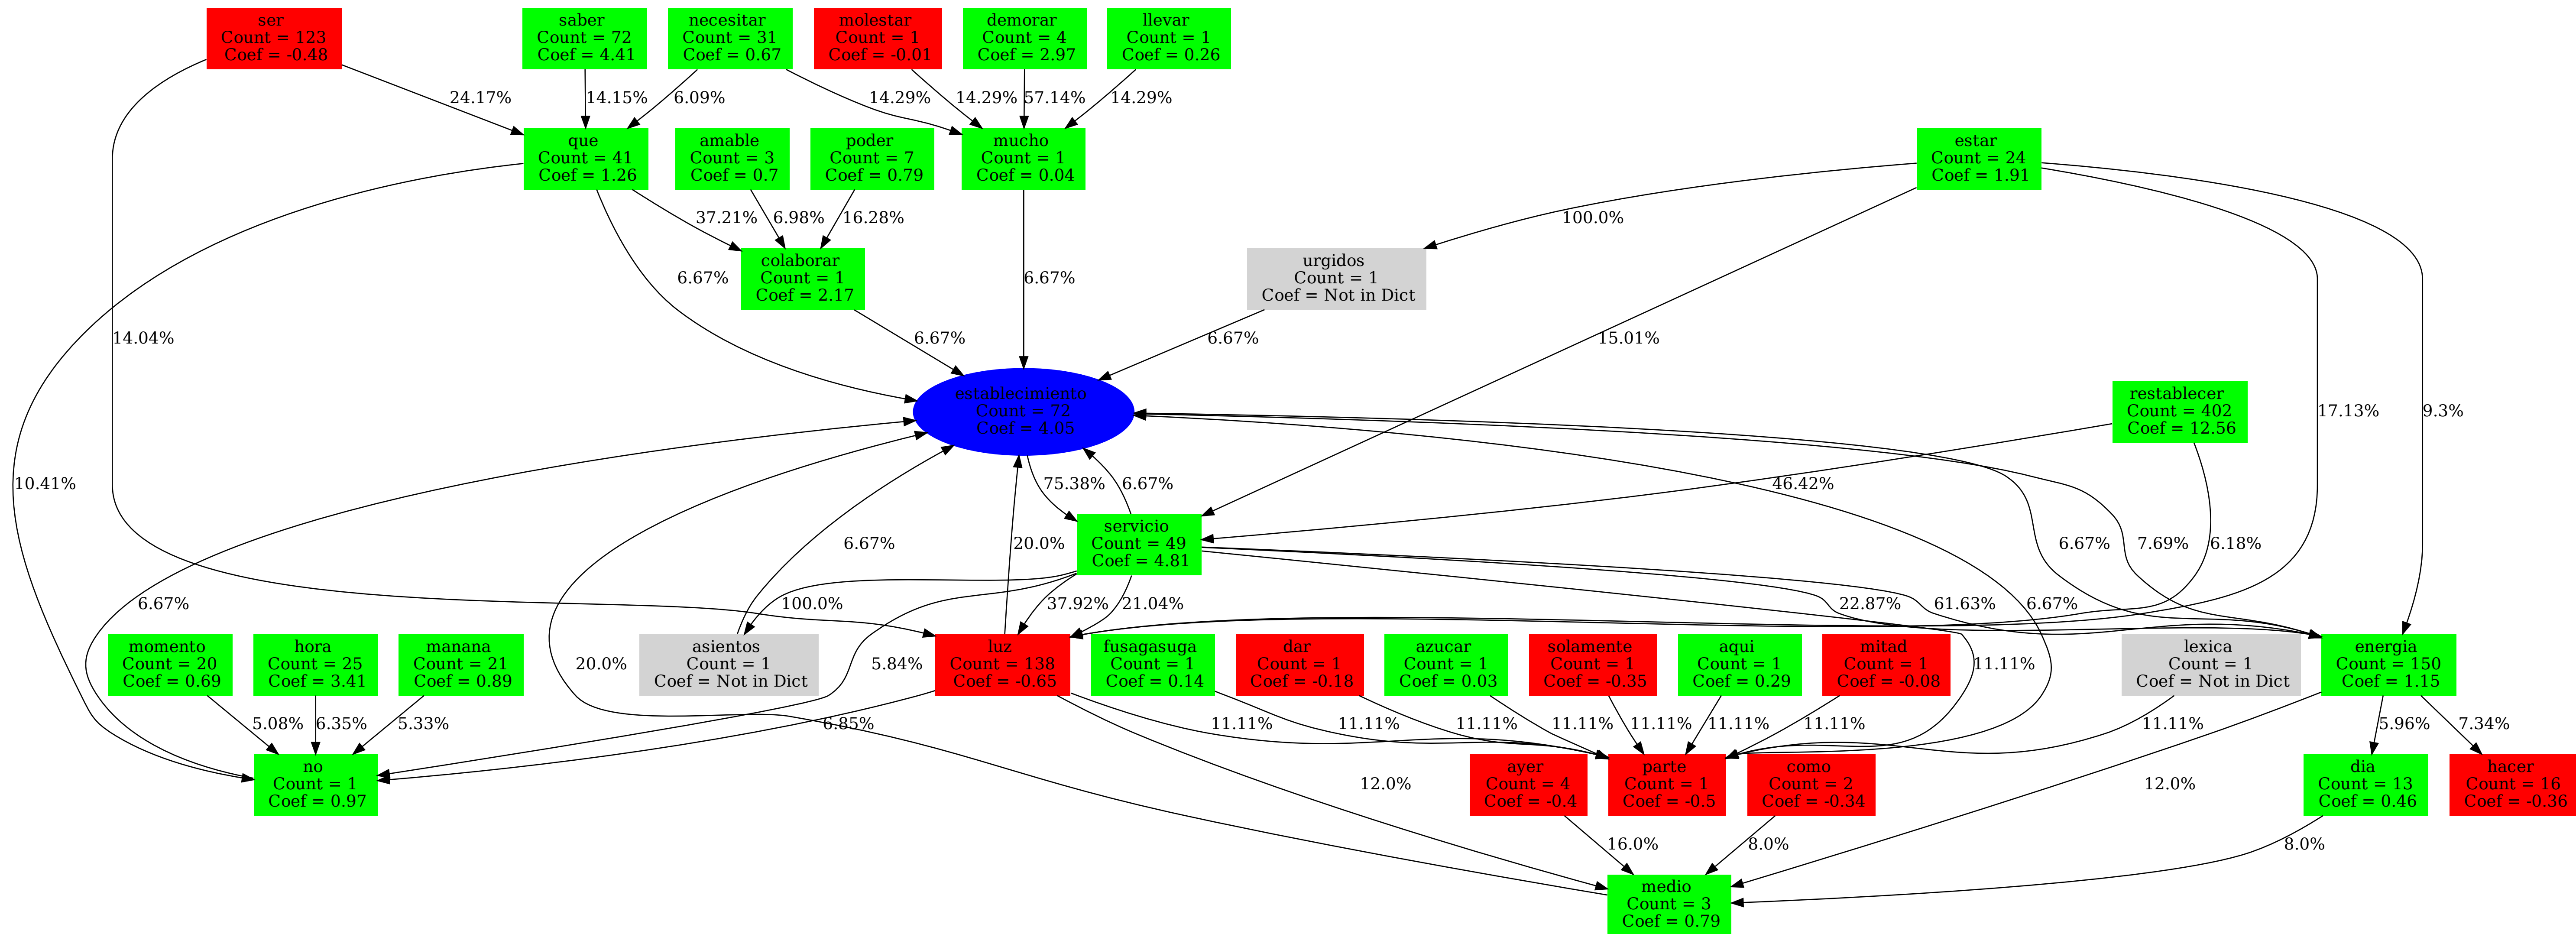 ser
Count = 123
Coef = -0.48
saber
Count = 72
Coef = 4.41
necesitar
Count = 31
Coef = 0.67
molestar
Count = 1
Coef = -0.01
demorar
Count = 4
Coef = 2.97
llevar
Count = 1
Coef = 0.26
24.17%
14.15%
6.09%
14.29%
14.29%
57.14%
14.29%
que
Count = 41
Coef = 1.26
amable
Count = 3
Coef = 0.7
poder
Count = 7
Coef = 0.79
mucho
Count = 1
Coef = 0.04
estar
Count = 24
Coef = 1.91
37.21%
6.98%
16.28%
100.0%
6.67%
colaborar
Count = 1
Coef = 2.17
6.67%
urgidos
Count = 1
Coef = Not in Dict
14.04%
6.67%
6.67%
15.01%
establecimiento
Count = 72
Coef = 4.05
restablecer
Count = 402
Coef = 12.56
17.13%
9.3%
10.41%
75.38%
6.67%
46.42%
servicio
Count = 49
Coef = 4.81
6.67%
20.0%
6.67%
7.69%
6.18%
6.67%
100.0%
37.92%
21.04%
22.87%
61.63%
6.67%
momento
Count = 20
Coef = 0.69
hora
Count = 25
Coef = 3.41
manana
Count = 21
Coef = 0.89
20.0%
asientos
Count = 1
Coef = Not in Dict
5.84%
luz
Count = 138
Coef = -0.65
fusagasuga
Count = 1
Coef = 0.14
dar
Count = 1
Coef = -0.18
azucar
Count = 1
Coef = 0.03
solamente
Count = 1
Coef = -0.35
aqui
Count = 1
Coef = 0.29
mitad
Count = 1
Coef = -0.08
11.11%
lexica
Count = 1
Coef = Not in Dict
energia
Count = 150
Coef = 1.15
5.08%
6.35%
5.33%
6.85%
11.11%
11.11%
11.11%
11.11%
11.11%
11.11%
11.11%
11.11%
5.96%
7.34%
no
Count = 1
Coef = 0.97
12.0%
ayer
Count = 4
Coef = -0.4
parte
Count = 1
Coef = -0.5
como
Count = 2
Coef = -0.34
12.0%
dia
Count = 13
Coef = 0.46
hacer
Count = 16
Coef = -0.36
16.0%
8.0%
8.0%
medio
Count = 3
Coef = 0.79